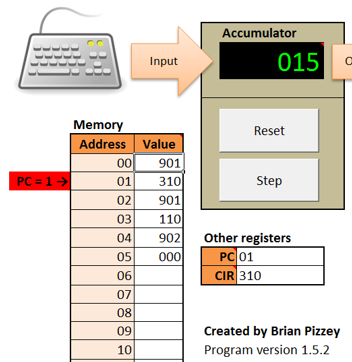 Accumulator
Input
015
O
Reset
Step
Memory
Address Value
00 901
PC = 1 → 01 310
02 901
03 110
04 902
05 000
06
07
08
09
10
Other registers
PC 01
CIR 310
Created by Brian Pizzey
Program version 1.5.2